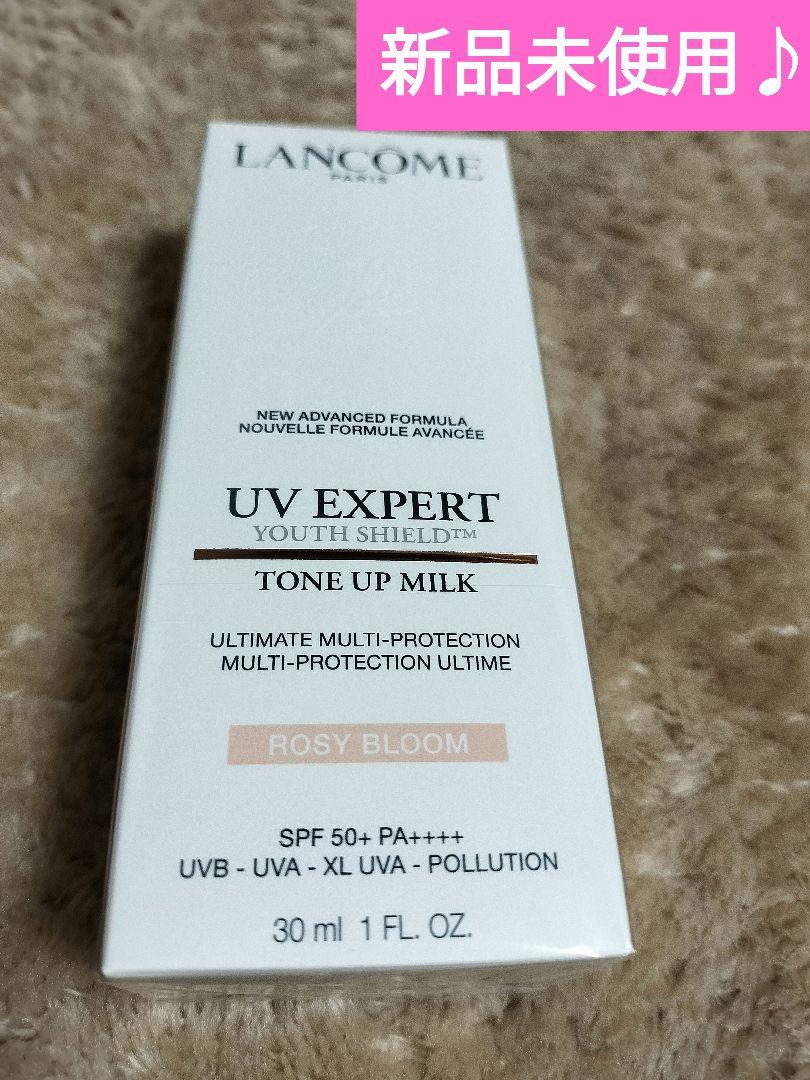 新品未使用♪
LANCÔME
PARIS
NEW ADVANCED FORMULA
NOUVELLE FORMULE AVANCÉE
UV EXPERT
YOUTH SHIELD™
TONE UP MILK
ULTIMATE MULTI-PROTECTION
MULTI-PROTECTION ULTIME
ROSY BLOOM
SPF 50+ PA++++
UVB - UVA - XL UVA - POLLUTION
30 ml 1 FL. OZ.